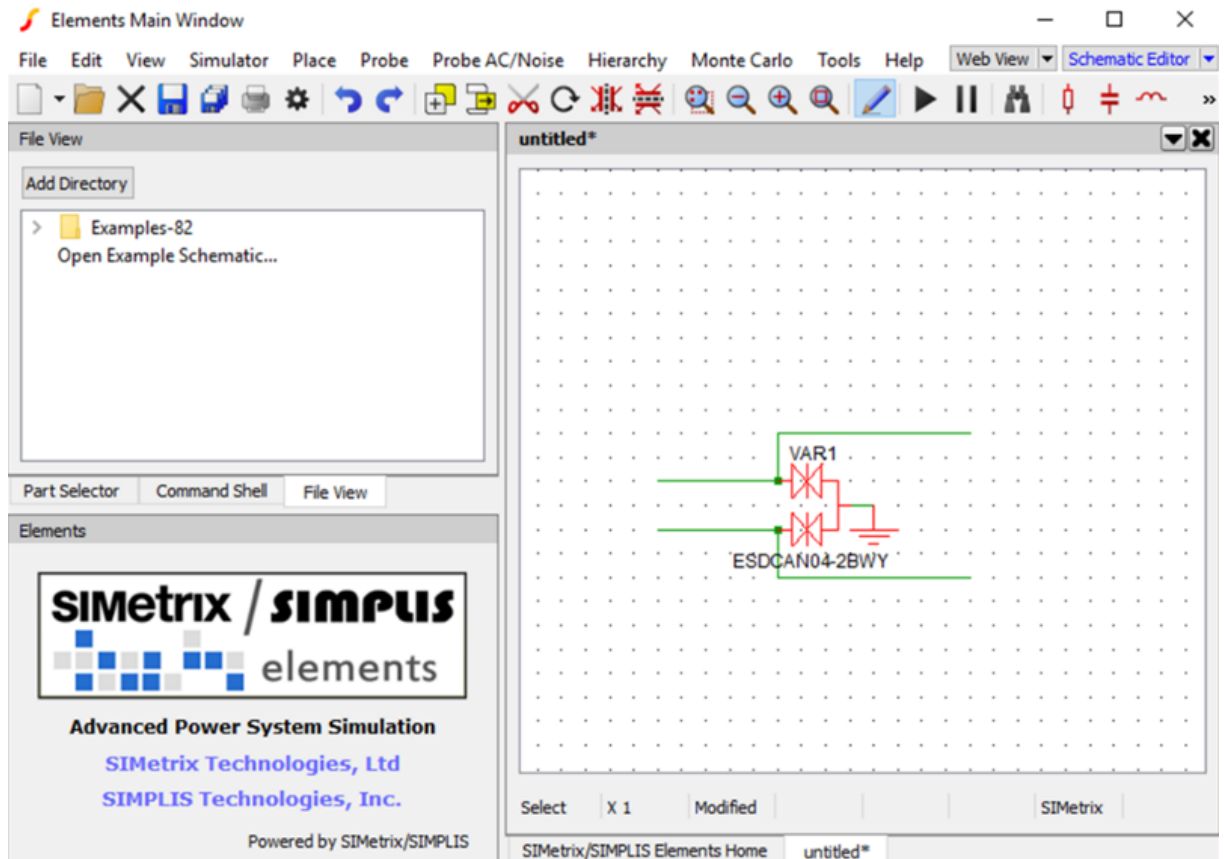 Elements Main Window
File Edit View Simulator Place Probe Probe AC/Noise Hierarchy Monte Carlo Tools Help Web View Schematic Editor
»
File View
Add Directory
Examples-82
Open Example Schematic...
Part Selector Command Shell File View
Elements
SIMetrix / SIMPLIS
elements
Advanced Power System Simulation
SIMetrix Technologies, Ltd
SIMPLIS Technologies, Inc.
Powered by SIMetrix/SIMPLIS
untitled*
VAR1
ESDCAN04-2BWY
Select X 1 Modified SIMetrix
SIMetrix/SIMPLIS Elements Home untitled*